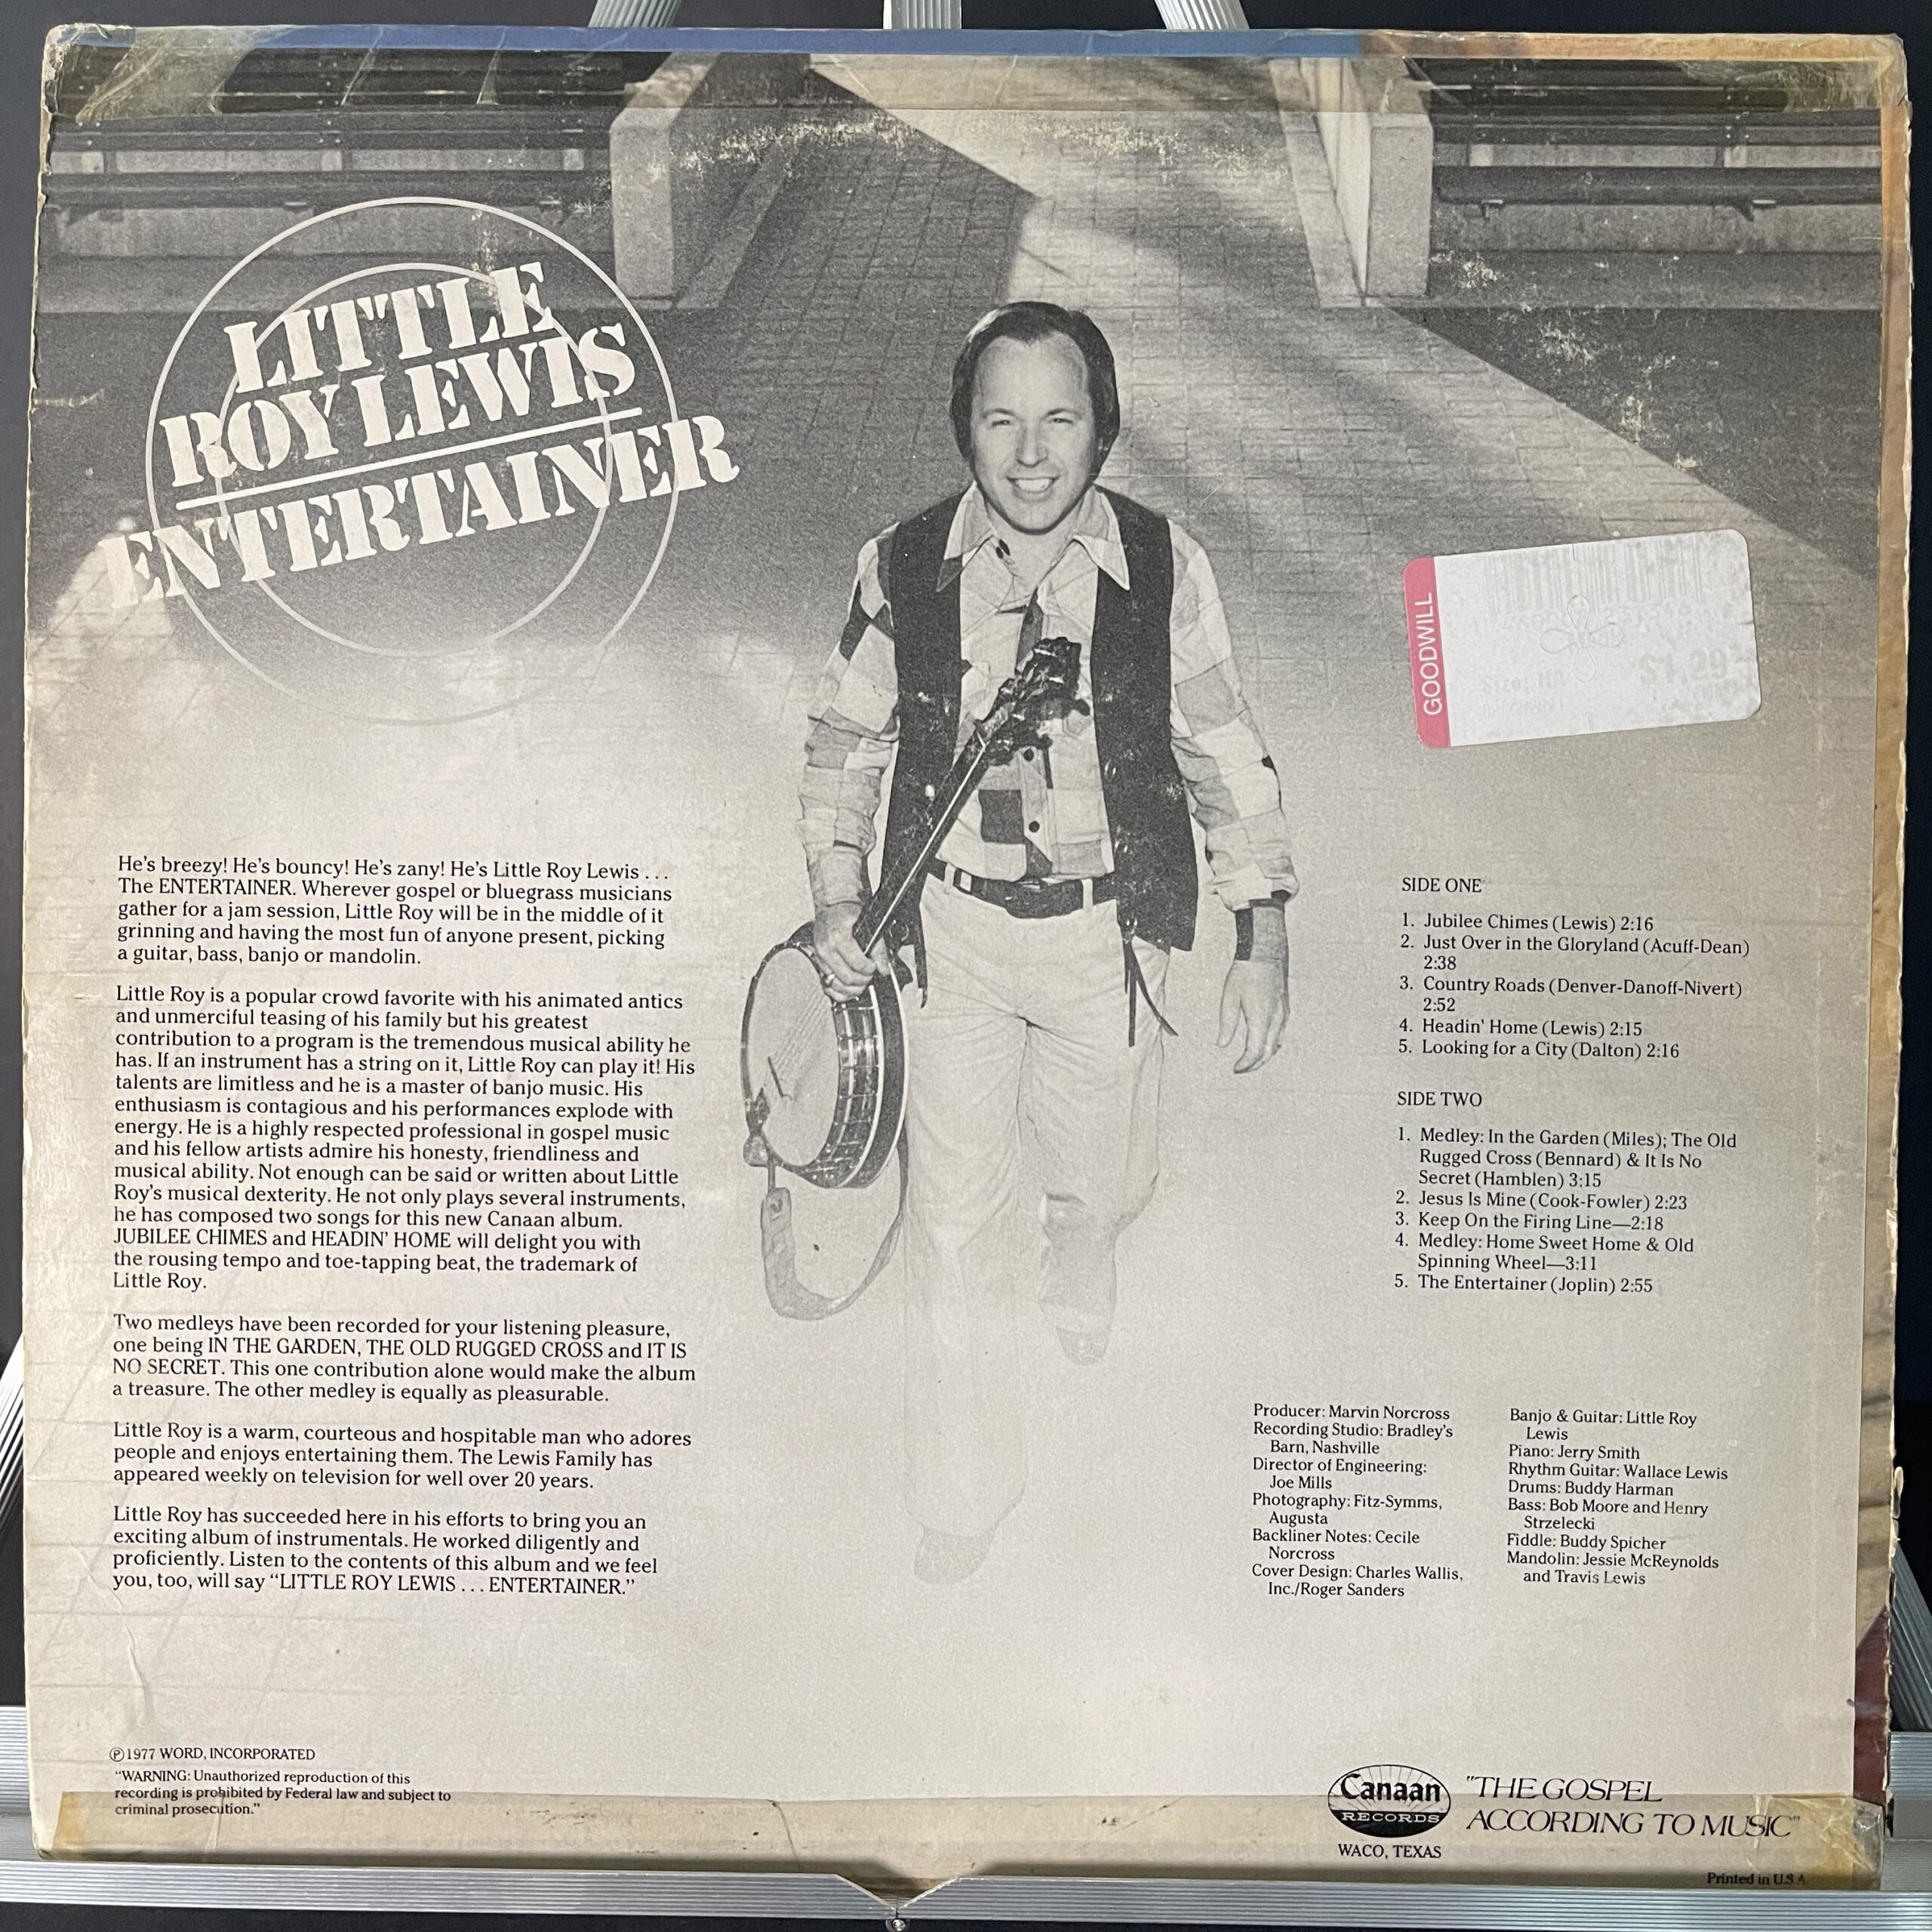 LITTLE
ROY LEWIS
ENTERTAINER
GOODWILL
Size: NA
$1.29
He's breezy! He's bouncy! He's zany! He's Little Roy Lewis . . .
The ENTERTAINER. Wherever gospel or bluegrass musicians
gather for a jam session, Little Roy will be in the middle of it
grinning and having the most fun of anyone present, picking
a guitar, bass, banjo or mandolin.
Little Roy is a popular crowd favorite with his animated antics
and unmerciful teasing of his family but his greatest
contribution to a program is the tremendous musical ability he
has. If an instrument has a string on it, Little Roy can play it! His
talents are limitless and he is a master of banjo music. His
enthusiasm is contagious and his performances explode with
energy. He is a highly respected professional in gospel music
and his fellow artists admire his honesty, friendliness and
musical ability. Not enough can be said or written about Little
Roy's musical dexterity. He not only plays several instruments,
he has composed two songs for this new Canaan album.
JUBILEE CHIMES and HEADIN' HOME will delight you with
the rousing tempo and toe-tapping beat, the trademark of
Little Roy.
Two medleys have been recorded for your listening pleasure,
one being IN THE GARDEN, THE OLD RUGGED CROSS and IT IS
NO SECRET. This one contribution alone would make the album
a treasure. The other medley is equally as pleasurable.
Little Roy is a warm, courteous and hospitable man who adores
people and enjoys entertaining them. The Lewis Family has
appeared weekly on television for well over 20 years.
Little Roy has succeeded here in his efforts to bring you an
exciting album of instrumentals. He worked diligently and
proficiently. Listen to the contents of this album and we feel
you, too, will say "LITTLE ROY LEWIS . . . ENTERTAINER."
SIDE ONE
1. Jubilee Chimes (Lewis) 2:16
2. Just Over in the Gloryland (Acuff-Dean)
2:38
3. Country Roads (Denver-Danoff-Nivert)
2:52
4. Headin' Home (Lewis) 2:15
5. Looking for a City (Dalton) 2:16
SIDE TWO
1. Medley: In the Garden (Miles); The Old
Rugged Cross (Bennard) & It Is No
Secret (Hamblen) 3:15
2. Jesus Is Mine (Cook-Fowler) 2:23
3. Keep On the Firing Line—2:18
4. Medley: Home Sweet Home & Old
Spinning Wheel—3:11
5. The Entertainer (Joplin) 2:55
Producer: Marvin Norcross
Recording Studio: Bradley's
Barn, Nashville
Director of Engineering:
Joe Mills
Photography: Fitz-Symms,
Augusta
Backliner Notes: Cecile
Norcross
Cover Design: Charles Wallis,
Inc./Roger Sanders
Banjo & Guitar: Little Roy
Lewis
Piano: Jerry Smith
Rhythm Guitar: Wallace Lewis
Drums: Buddy Harman
Bass: Bob Moore and Henry
Strzelecki
Fiddle: Buddy Spicher
Mandolin: Jessie McReynolds
and Travis Lewis
℗1977 WORD, INCORPORATED
"WARNING: Unauthorized reproduction of this
recording is prohibited by Federal law and subject to
criminal prosecution."
Canaan
RECORDS
WACO, TEXAS
"THE GOSPEL
ACCORDING TO MUSIC"
Printed in U.S.A.